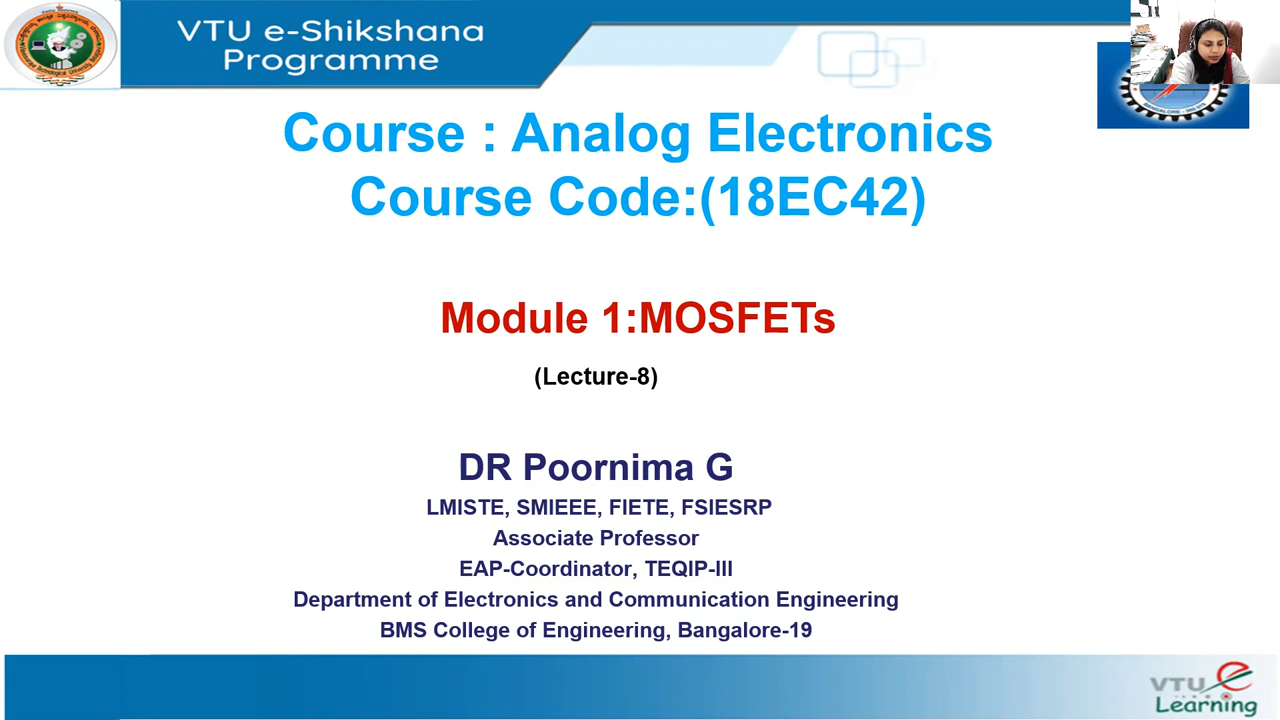 VTU e-Shikshana
Programme
Course : Analog Electronics
Course Code:(18EC42)
Module 1:MOSFETs
(Lecture-8)
DR Poornima G
LMISTE, SMIEEE, FIETE, FSIESRP
Associate Professor
EAP-Coordinator, TEQIP-III
Department of Electronics and Communication Engineering
BMS College of Engineering, Bangalore-19
VTU e
Learning